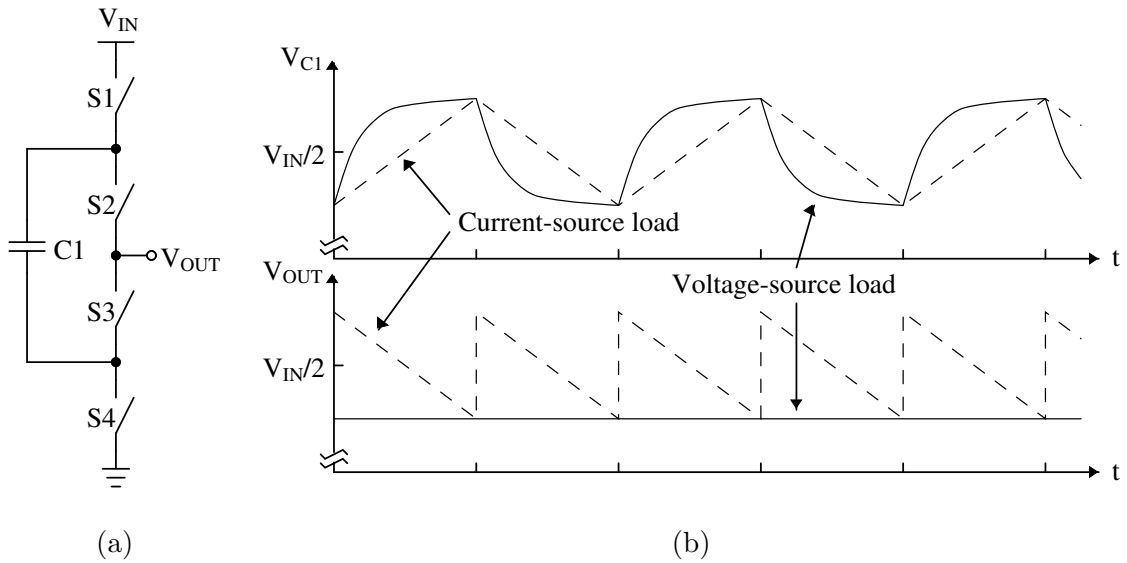 V_IN
S1
S2
C1
V_OUT
S3
S4
(a)
V_C1
V_IN/2
Current-source load
t
V_OUT
Voltage-source load
V_IN/2
t
(b)